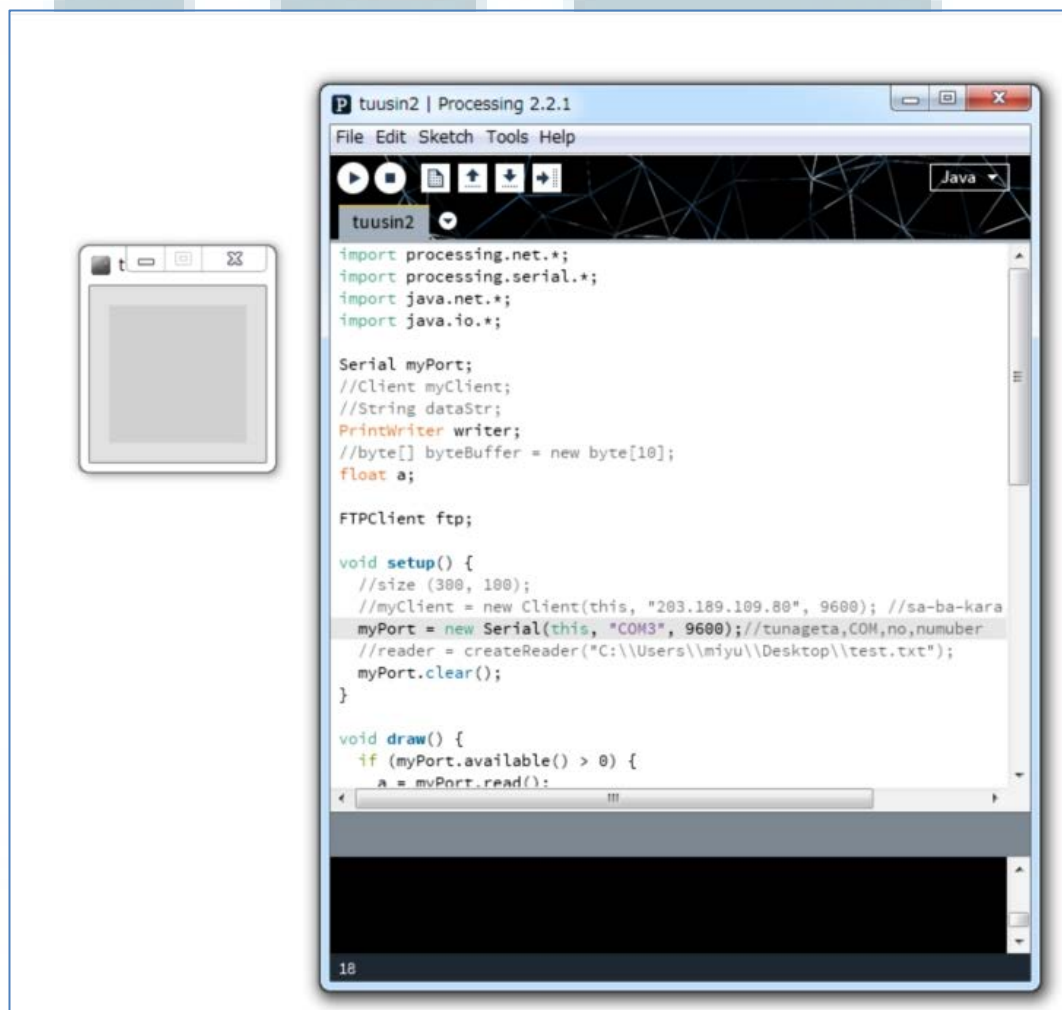 tuusin2 | Processing 2.2.1
File Edit Sketch Tools Help
Java
tuusin2
t
import processing.net.*;
import processing.serial.*;
import java.net.*;
import java.io.*;
Serial myPort;
//Client myClient;
//String dataStr;
PrintWriter writer;
//byte[] byteBuffer = new byte[10];
float a;
FTPClient ftp;
void setup() {
//size (300, 100);
//myClient = new Client(this, "203.189.109.80", 9600); //sa-ba-kara
myPort = new Serial(this, "COM3", 9600);//tunageta,COM,no,numuber
//reader = createReader("C:\\Users\\miyu\\Desktop\\test.txt");
myPort.clear();
}
void draw() {
if (myPort.available() > 0) {
a = myPort.read();
18